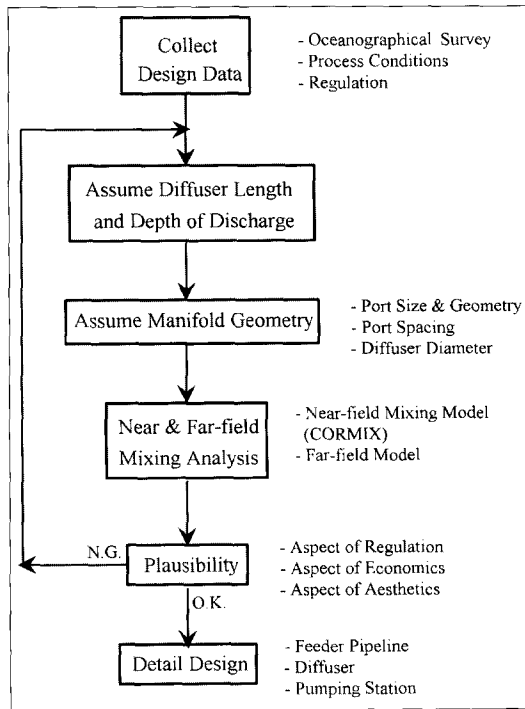 Collect
Design Data
- Oceanographical Survey
- Process Conditions
- Regulation
Assume Diffuser Length
and Depth of Discharge
Assume Manifold Geometry
- Port Size & Geometry
- Port Spacing
- Diffuser Diameter
Near & Far-field
Mixing Analysis
- Near-field Mixing Model
(CORMIX)
- Far-field Model
N.G.
Plausibility
- Aspect of Regulation
- Aspect of Economics
- Aspect of Aesthetics
O.K.
Detail Design
- Feeder Pipeline
- Diffuser
- Pumping Station